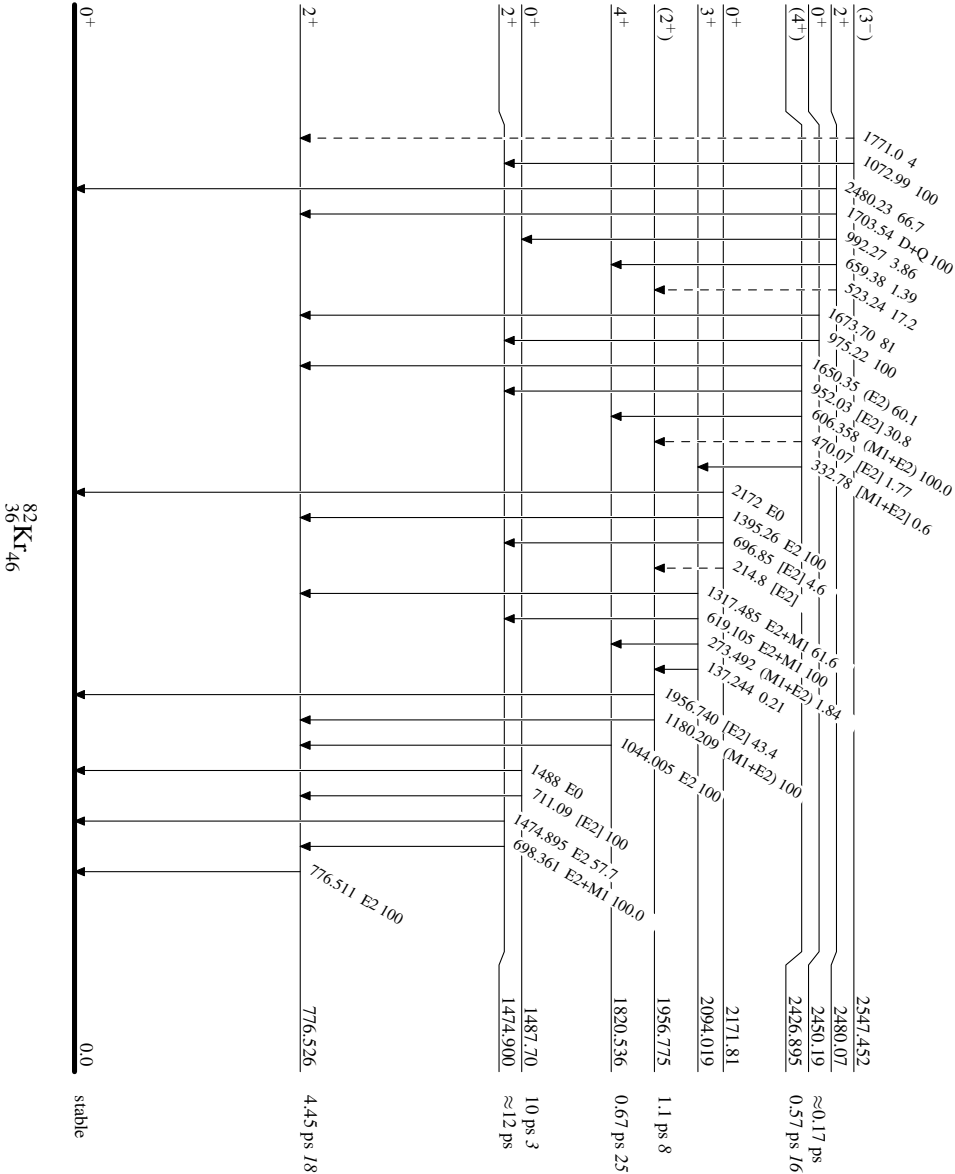 (3⁻)
2⁺
0⁺
(4⁺)
0⁺
3⁺
(2⁺)
4⁺
0⁺
2⁺
2⁺
0⁺
1771.0 4
1072.99 100
2480.23 66.7
1703.54 D+Q 100
992.27 3.86
659.38 1.39
523.24 17.2
1673.70 81
975.22 100
1650.35 (E2) 60.1
952.03 [E2] 30.8
606.358 (M1+E2) 100.0
470.07 [E2] 1.77
332.78 [M1+E2] 0.6
2172 E0
1395.26 E2 100
696.85 [E2] 4.6
214.8 [E2]
1317.485 E2+M1 61.6
619.105 E2+M1 100
273.492 (M1+E2) 1.84
137.244 0.21
1956.740 [E2] 43.4
1180.209 (M1+E2) 100
1044.005 E2 100
1488 E0
711.09 [E2] 100
1474.895 E2 57.7
698.361 E2+M1 100.0
776.511 E2 100
2547.452
2480.07
2450.19 ≈0.17 ps
2426.895 0.57 ps 16
2171.81
2094.019
1956.775 1.1 ps 8
1820.536 0.67 ps 25
1487.70 10 ps 3
1474.900 ≈12 ps
776.526 4.45 ps 18
0.0 stable
⁸²₃₆Kr₄₆